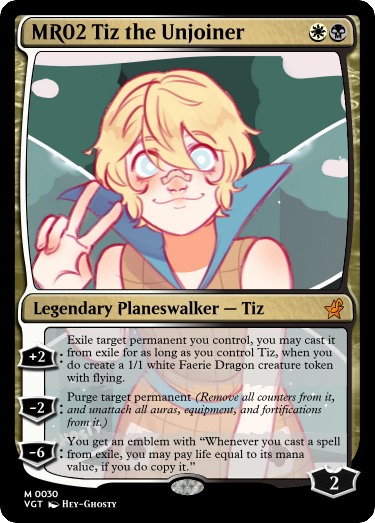 MR02 Tiz the Unjoiner
Legendary Planeswalker — Tiz
+2
: Exile target permanent you control, you may cast it
from exile for as long as you control Tiz, when you
do create a 1/1 white Faerie Dragon creature token
with flying.
-2
: Purge target permanent (Remove all counters from it,
and unattach all auras, equipment, and fortifications
from it.)
-6
: You get an emblem with “Whenever you cast a spell
from exile, you may pay life equal to its mana
value, if you do copy it.”
2
M 0030
VGT Hey-Ghosty